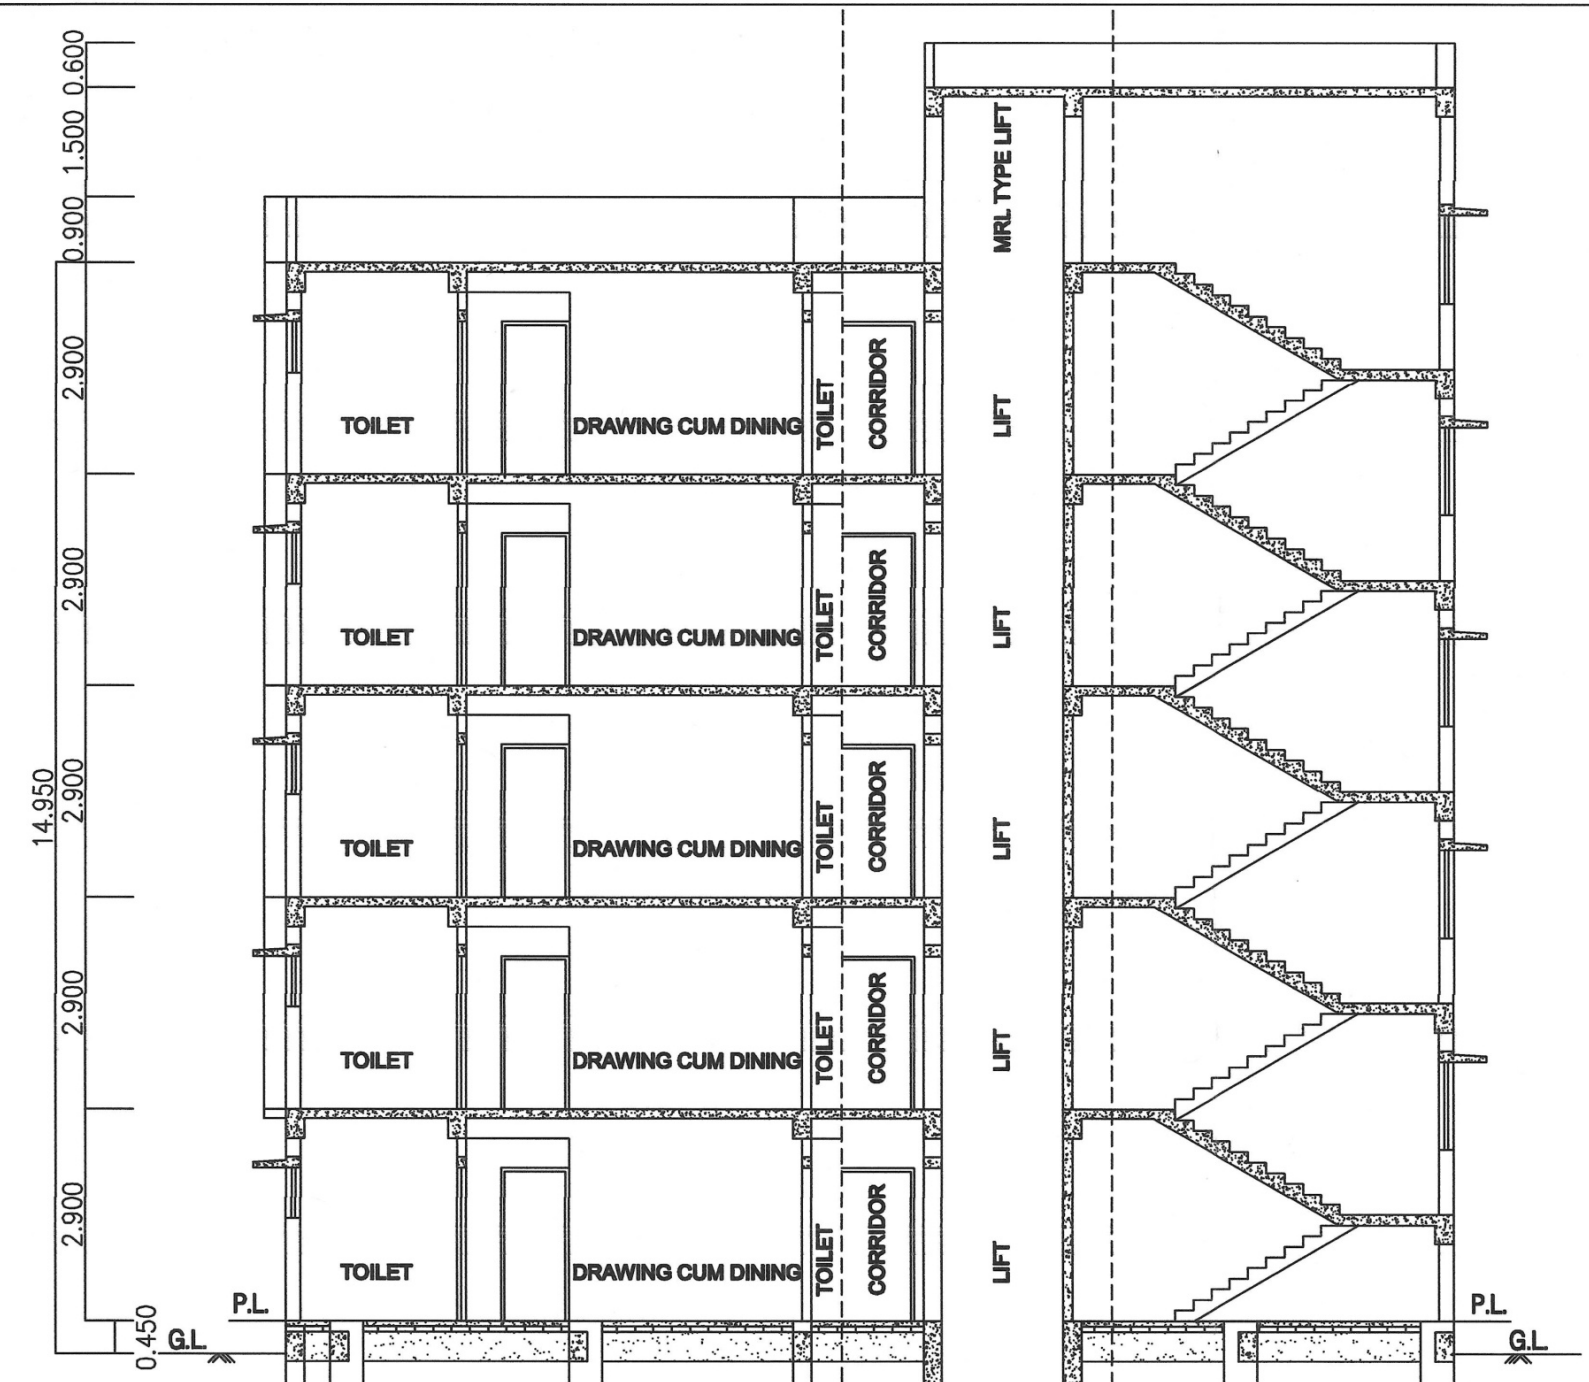 0.600
1.500
MRL TYPE LIFT
0.900
2.900
TOILET
DRAWING CUM DINING
TOILET
CORRIDOR
LIFT
2.900
TOILET
DRAWING CUM DINING
TOILET
CORRIDOR
LIFT
14.950
2.900
TOILET
DRAWING CUM DINING
TOILET
CORRIDOR
LIFT
2.900
TOILET
DRAWING CUM DINING
TOILET
CORRIDOR
LIFT
2.900
TOILET
DRAWING CUM DINING
TOILET
CORRIDOR
LIFT
P.L.
P.L.
0.450
G.L.
G.L.